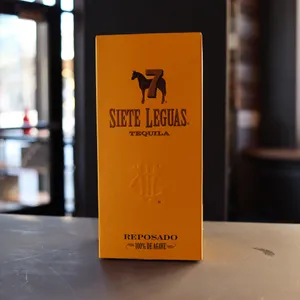 7
SIETE LEGUAS
TEQUILA
REPOSADO
100% DE AGAVE